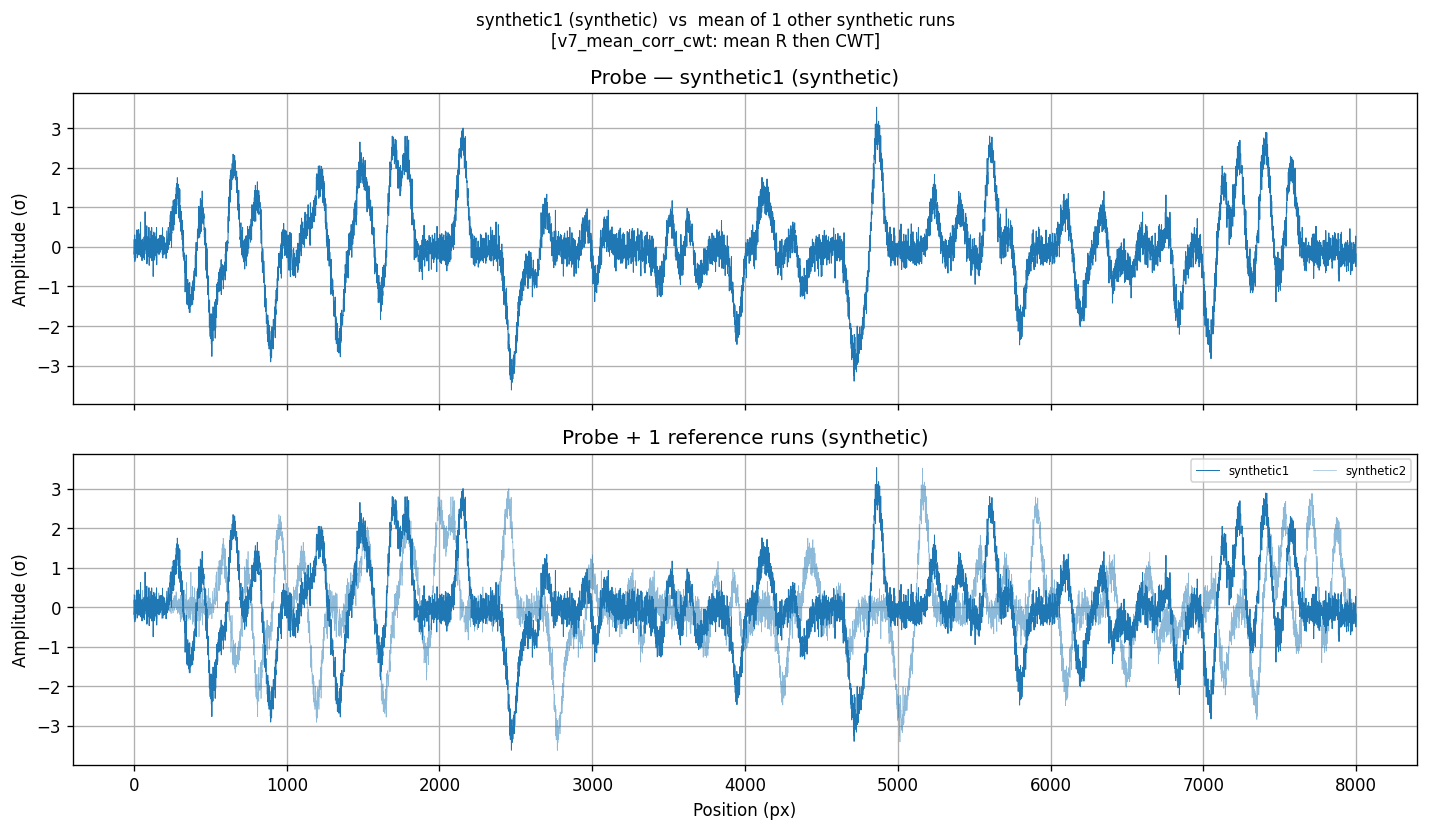 synthetic1 (synthetic)  vs  mean of 1 other synthetic runs
[v7_mean_corr_cwt: mean R then CWT]
Probe — synthetic1 (synthetic)
3
2
1
0
−1
−2
−3
Amplitude (σ)
Probe + 1 reference runs (synthetic)
synthetic1
synthetic2
3
2
1
0
−1
−2
−3
Amplitude (σ)
0 1000 2000 3000 4000 5000 6000 7000 8000
Position (px)